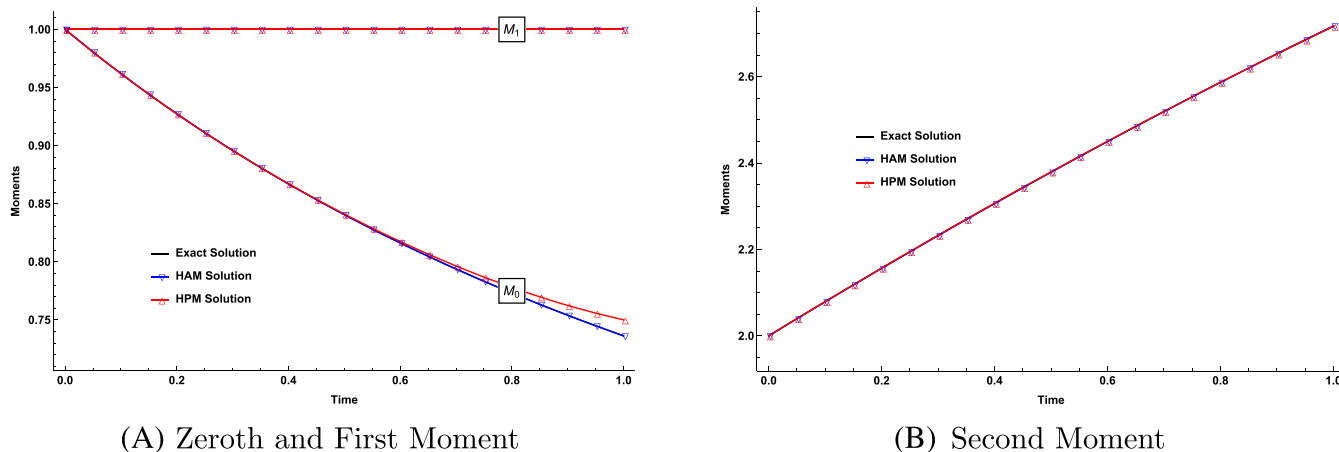 1.00
0.95
0.90
0.85
0.80
0.75
Moments
M1
M0
Exact Solution
HAM Solution
HPM Solution
0.0 0.2 0.4 0.6 0.8 1.0
Time
(A) Zeroth and First Moment
2.6
2.4
2.2
2.0
Moments
Exact Solution
HAM Solution
HPM Solution
0.0 0.2 0.4 0.6 0.8 1.0
Time
(B) Second Moment